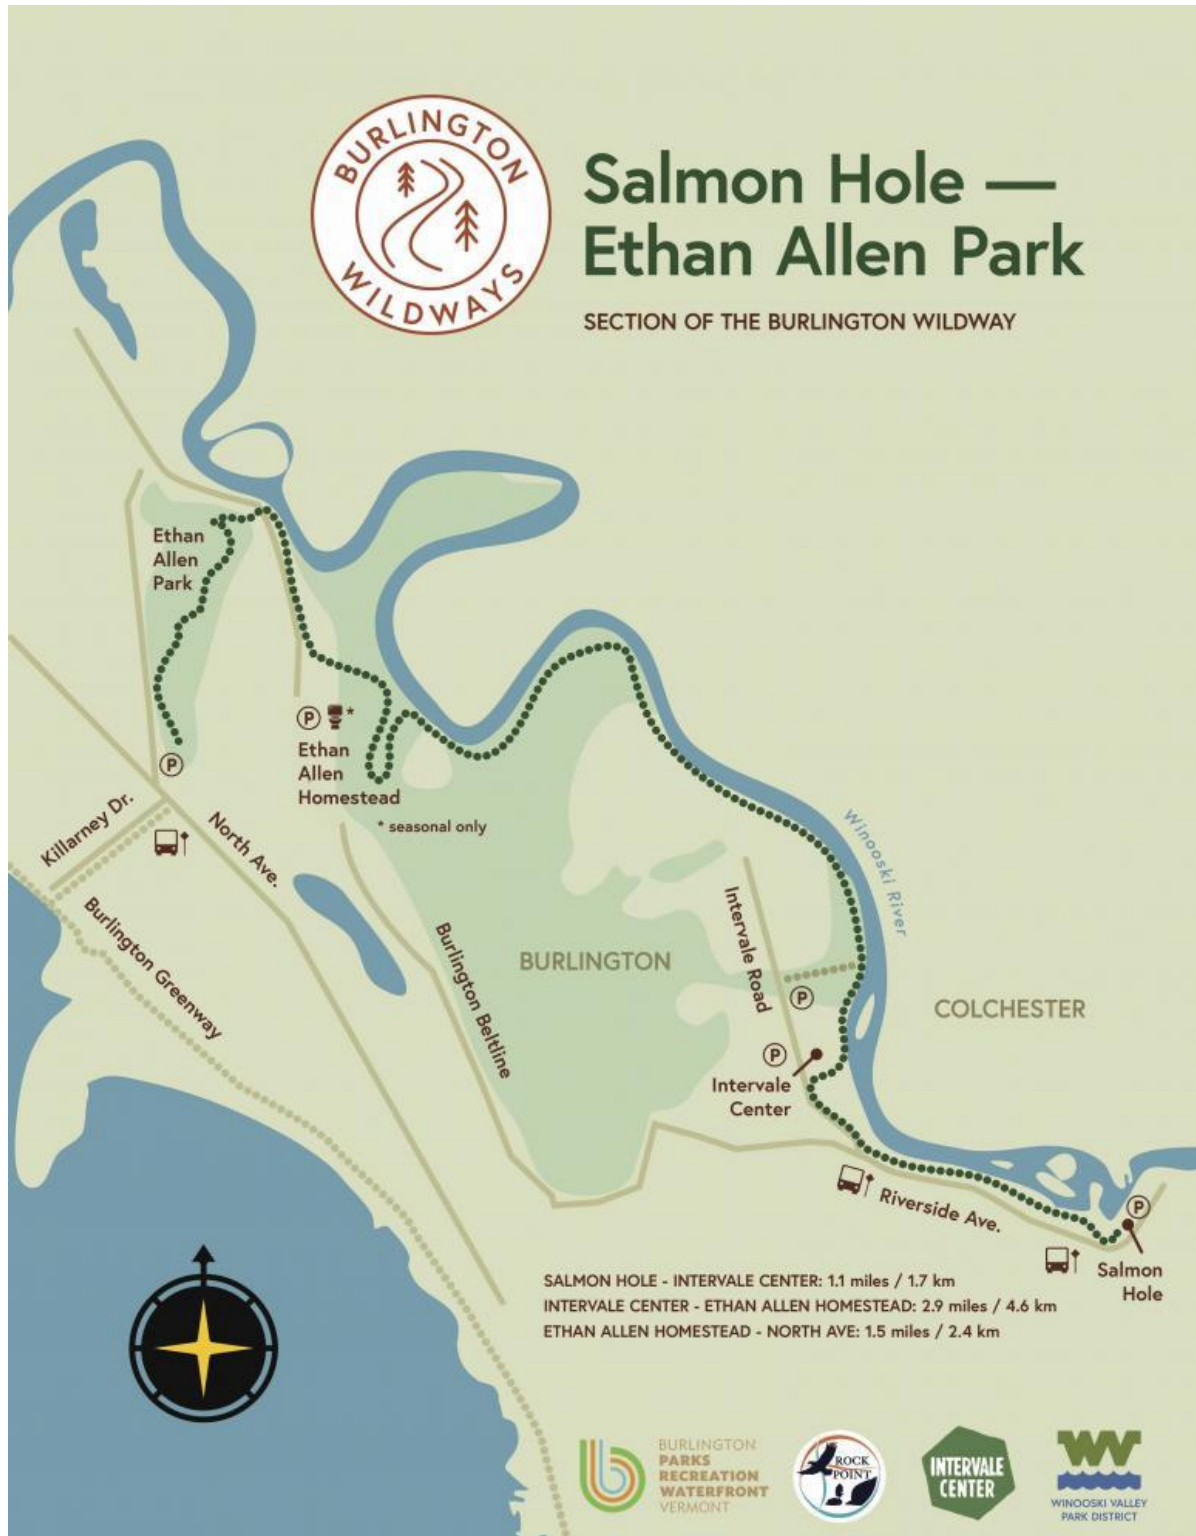 BURLINGTON
WILDWAYS
Salmon Hole —
Ethan Allen Park
SECTION OF THE BURLINGTON WILDWAY
Ethan
Allen
Park
P
P *
Ethan
Allen
Homestead
* seasonal only
Killarney Dr.
North Ave.
Burlington Greenway
Burlington Beltline
BURLINGTON
Intervale Road
Winooski River
COLCHESTER
P
P
Intervale
Center
Riverside Ave.
P
Salmon
Hole
SALMON HOLE - INTERVALE CENTER: 1.1 miles / 1.7 km
INTERVALE CENTER - ETHAN ALLEN HOMESTEAD: 2.9 miles / 4.6 km
ETHAN ALLEN HOMESTEAD - NORTH AVE: 1.5 miles / 2.4 km
BURLINGTON
PARKS
RECREATION
WATERFRONT
VERMONT
ROCK
POINT
INTERVALE
CENTER
WINOOSKI VALLEY
PARK DISTRICT